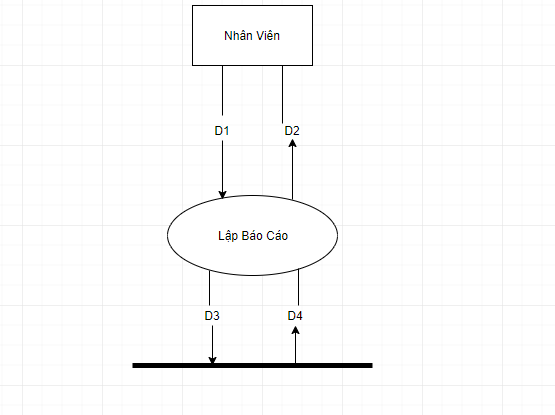 Nhân Viên
D1
D2
Lập Báo Cáo
D3
D4